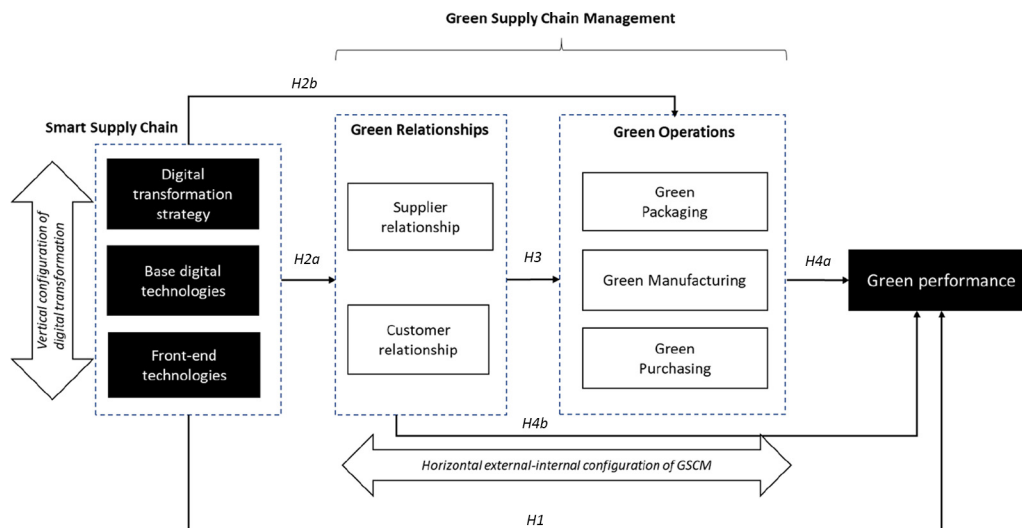 Green Supply Chain Management
H2b
Smart Supply Chain
Green Relationships
Green Operations
Vertical configuration of
digital transformation
Digital
transformation
strategy
Base digital
technologies
Front-end
technologies
H2a
Supplier
relationship
Customer
relationship
H3
Green
Packaging
Green Manufacturing
Green
Purchasing
H4a
Green performance
H4b
Horizontal external-internal configuration of GSCM
H1